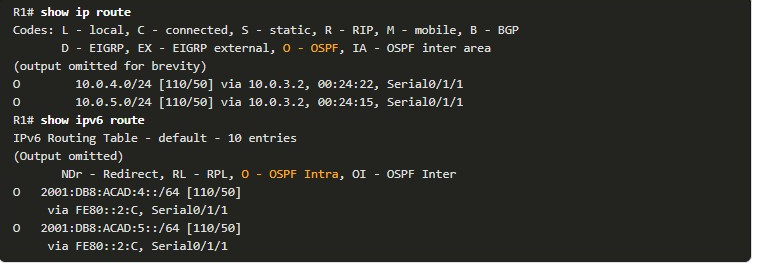 R1# show ip route
Codes: L - local, C - connected, S - static, R - RIP, M - mobile, B - BGP
D - EIGRP, EX - EIGRP external, O - OSPF, IA - OSPF inter area
(output omitted for brevity)
O 10.0.4.0/24 [110/50] via 10.0.3.2, 00:24:22, Serial0/1/1
O 10.0.5.0/24 [110/50] via 10.0.3.2, 00:24:15, Serial0/1/1
R1# show ipv6 route
IPv6 Routing Table - default - 10 entries
(Output omitted)
NDr - Redirect, RL - RPL, O - OSPF Intra, OI - OSPF Inter
O 2001:DB8:ACAD:4::/64 [110/50]
via FE80::2:C, Serial0/1/1
O 2001:DB8:ACAD:5::/64 [110/50]
via FE80::2:C, Serial0/1/1